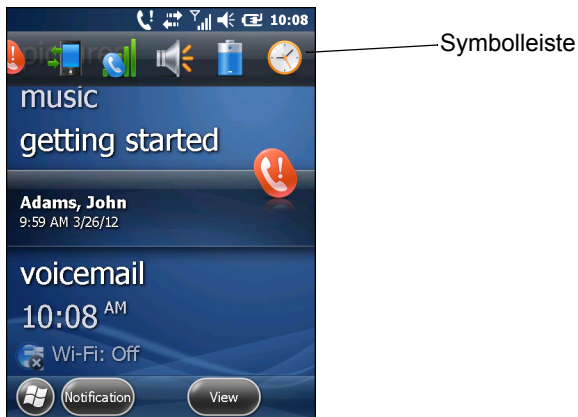 10:08
pictures
Symbolleiste
music
getting started
Adams, John
9:59 AM 3/26/12
voicemail
10:08 AM
Wi-Fi: Off
Notification
View